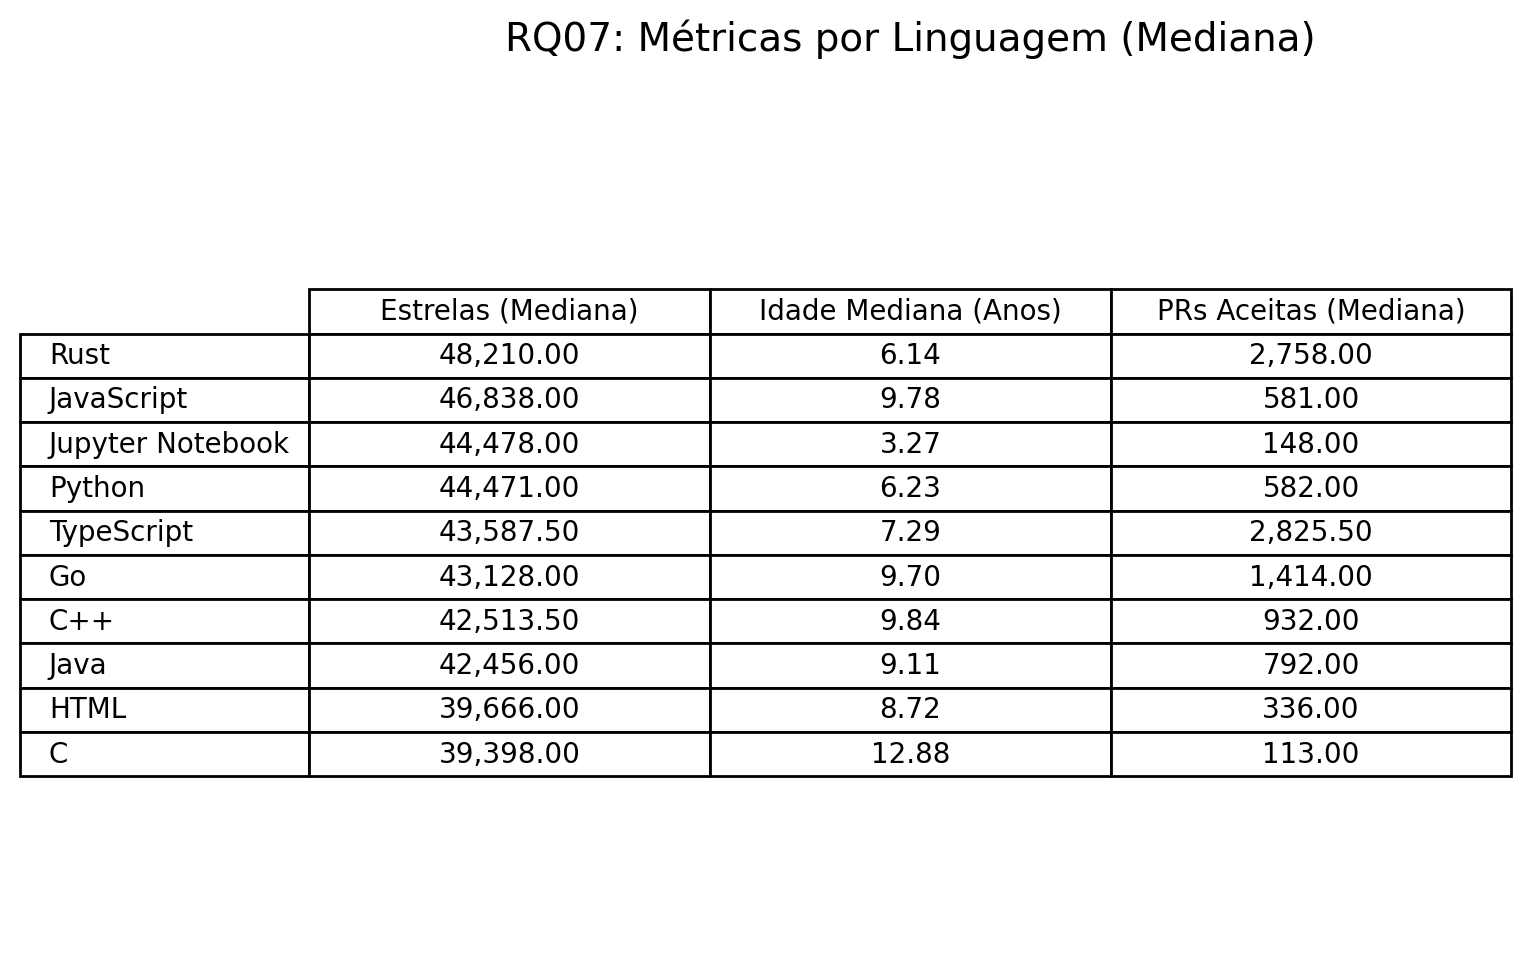 RQ07: Métricas por Linguagem (Mediana)
Estrelas (Mediana) Idade Mediana (Anos) PRs Aceitas (Mediana)
Rust 48,210.00 6.14 2,758.00
JavaScript 46,838.00 9.78 581.00
Jupyter Notebook 44,478.00 3.27 148.00
Python 44,471.00 6.23 582.00
TypeScript 43,587.50 7.29 2,825.50
Go 43,128.00 9.70 1,414.00
C++ 42,513.50 9.84 932.00
Java 42,456.00 9.11 792.00
HTML 39,666.00 8.72 336.00
C 39,398.00 12.88 113.00